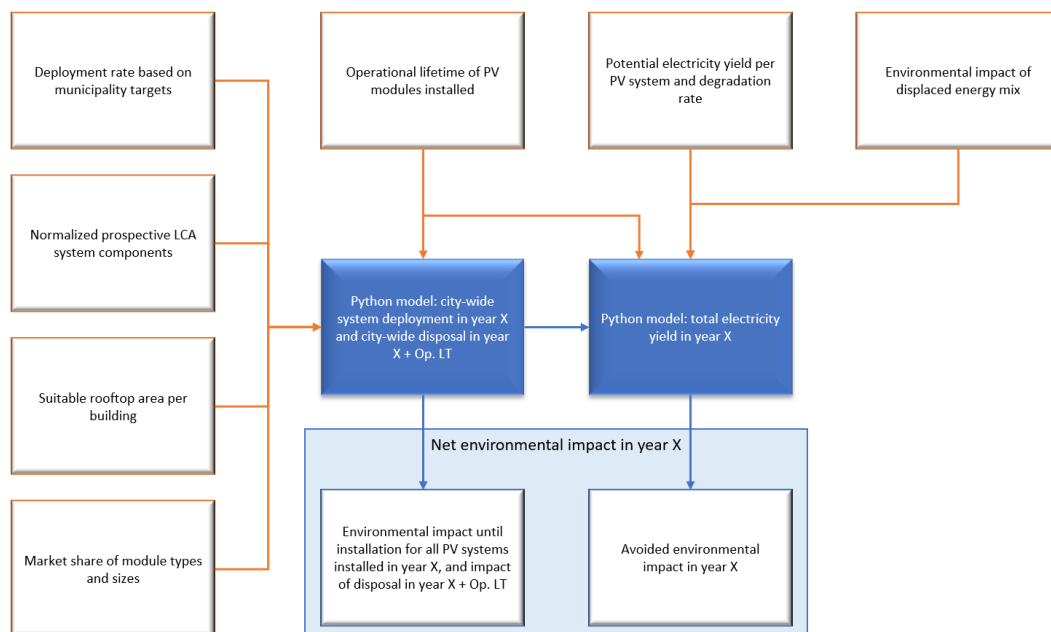 Deployment rate based on
municipality targets
Operational lifetime of PV
modules installed
Potential electricity yield per
PV system and degradation
rate
Environmental impact of
displaced energy mix
Normalized prospective LCA
system components
Python model: city-wide
system deployment in year X
and city-wide disposal in year
X + Op. LT
Python model: total electricity
yield in year X
Suitable rooftop area per
building
Net environmental impact in year X
Market share of module types
and sizes
Environmental impact until
installation for all PV systems
installed in year X, and impact
of disposal in year X + Op. LT
Avoided environmental
impact in year X